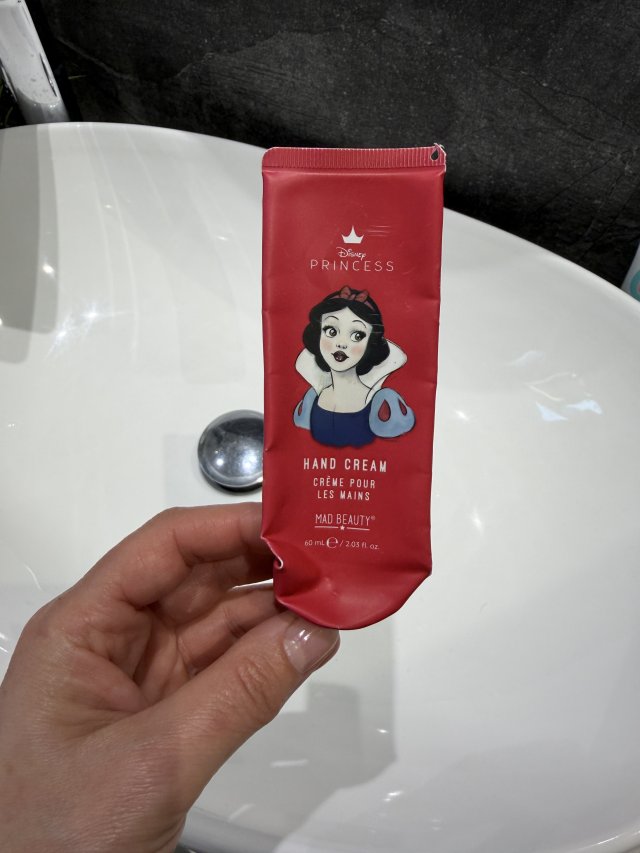 Disney
PRINCESS
HAND CREAM
CRÈME POUR
LES MAINS
MAD BEAUTY®
60 mL ℮ / 2.03 fl. oz.